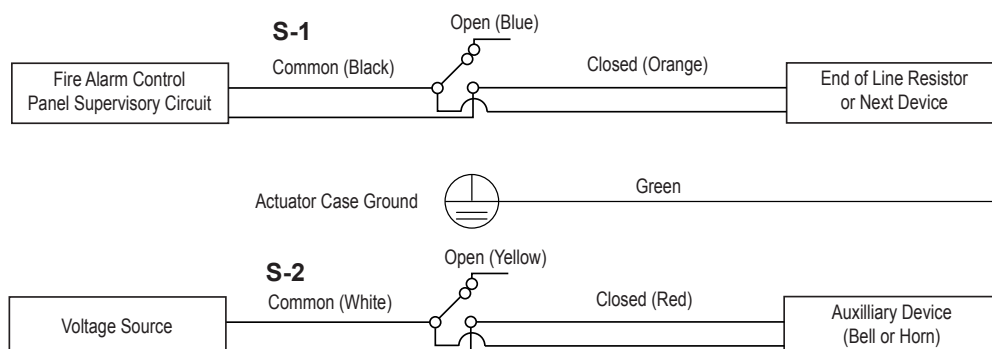 S-1
Open (Blue)
Common (Black)
Closed (Orange)
Fire Alarm Control
Panel Supervisory Circuit
End of Line Resistor
or Next Device
Actuator Case Ground
Green
S-2
Open (Yellow)
Common (White)
Closed (Red)
Voltage Source
Auxilliary Device
(Bell or Horn)